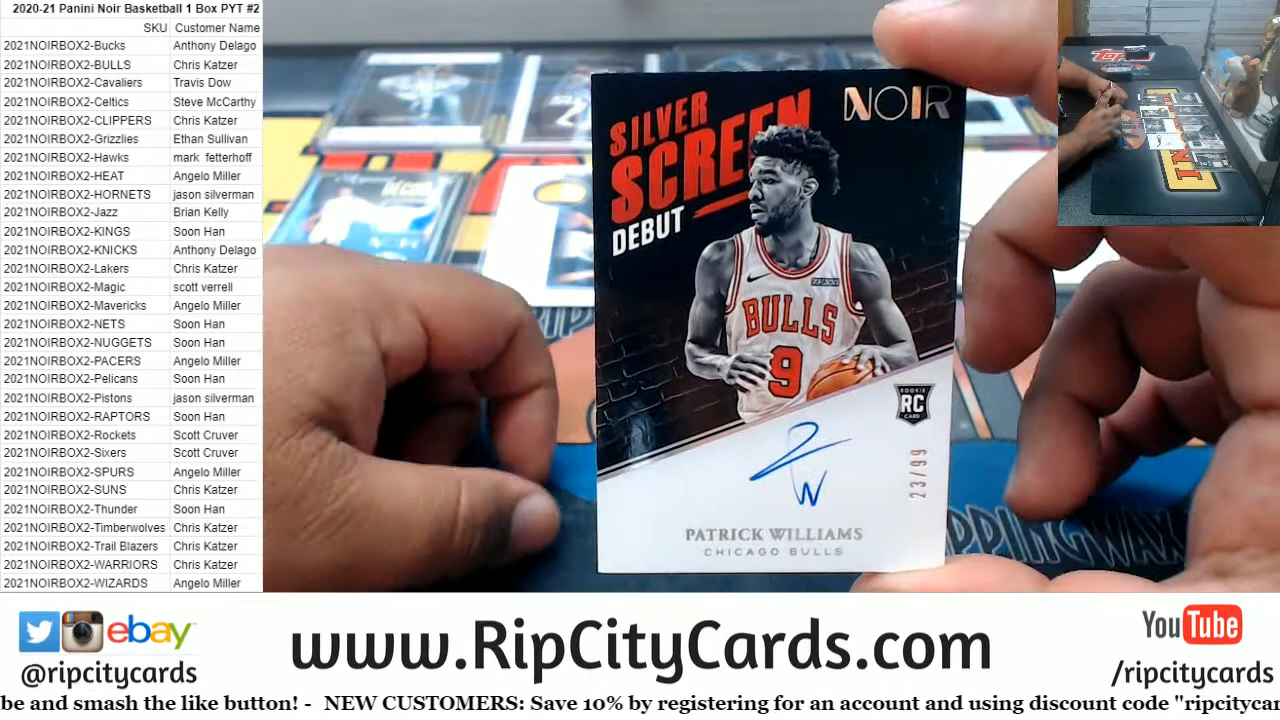 2020-21 Panini Noir Basketball 1 Box PYT #2
SKU Customer Name
2021NOIRBOX2-Bucks Anthony Delago
2021NOIRBOX2-BULLS Chris Katzer
2021NOIRBOX2-Cavaliers Travis Dow
2021NOIRBOX2-Celtics Steve McCarthy
2021NOIRBOX2-CLIPPERS Chris Katzer
2021NOIRBOX2-Grizzlies Ethan Sullivan
2021NOIRBOX2-Hawks mark fetterhoff
2021NOIRBOX2-HEAT Angelo Miller
2021NOIRBOX2-HORNETS jason silverman
2021NOIRBOX2-Jazz Brian Kelly
2021NOIRBOX2-KINGS Soon Han
2021NOIRBOX2-KNICKS Anthony Delago
2021NOIRBOX2-Lakers Chris Katzer
2021NOIRBOX2-Magic scott verrell
2021NOIRBOX2-Mavericks Angelo Miller
2021NOIRBOX2-NETS Soon Han
2021NOIRBOX2-NUGGETS Soon Han
2021NOIRBOX2-PACERS Angelo Miller
2021NOIRBOX2-Pelicans Soon Han
2021NOIRBOX2-Pistons jason silverman
2021NOIRBOX2-RAPTORS Soon Han
2021NOIRBOX2-Rockets Scott Cruver
2021NOIRBOX2-Sixers Scott Cruver
2021NOIRBOX2-SPURS Angelo Miller
2021NOIRBOX2-SUNS Chris Katzer
2021NOIRBOX2-Thunder Soon Han
2021NOIRBOX2-Timberwolves Chris Katzer
2021NOIRBOX2-Trail Blazers Chris Katzer
2021NOIRBOX2-WARRIORS Chris Katzer
2021NOIRBOX2-WIZARDS Angelo Miller
SILVER
SCREEN
DEBUT
NOIR
BULLS
9
ROOKIE
RC
CARD
23/99
PATRICK WILLIAMS
CHICAGO BULLS
PPINGWAX
Topps
ebay
@ripcitycards
www.RipCityCards.com
YouTube
/ripcitycards
be and smash the like button! - NEW CUSTOMERS: Save 10% by registering for an account and using discount code "ripcitycar